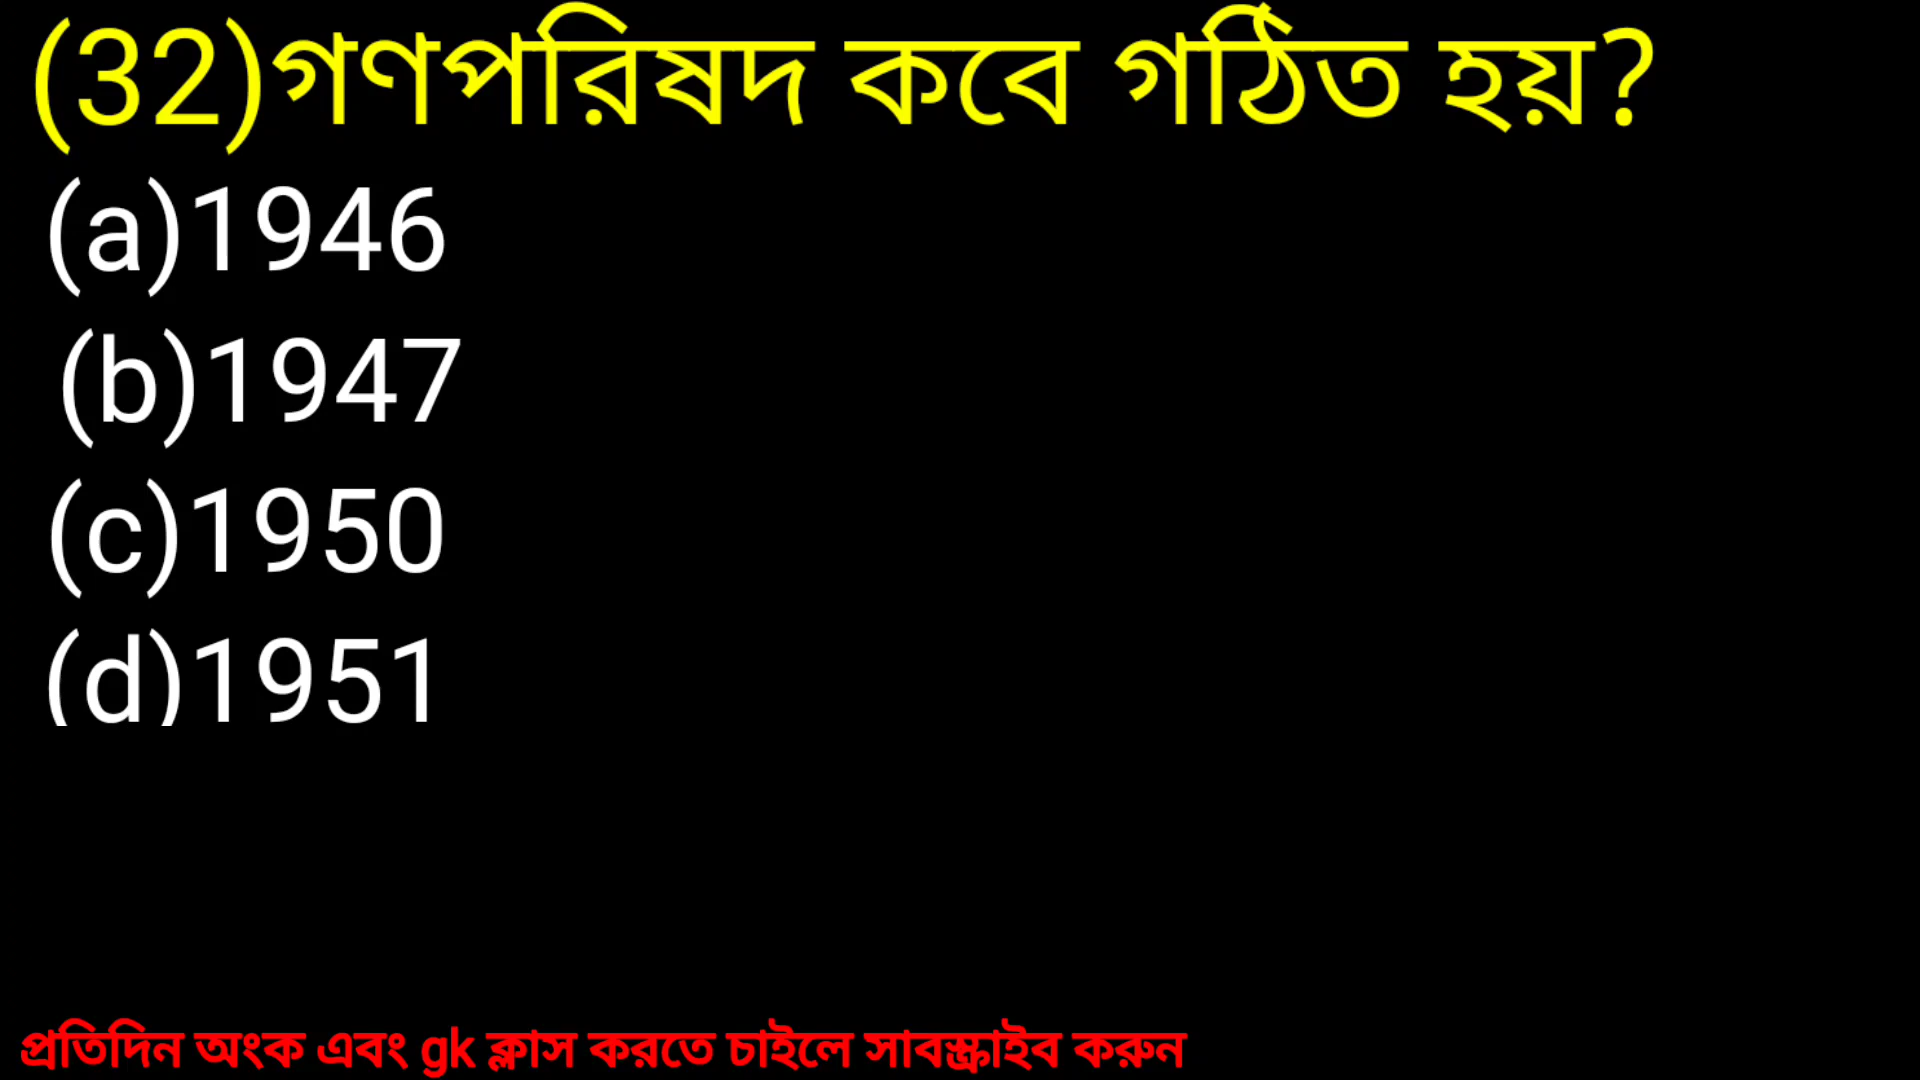 (32)গণপরিষদ কবে গঠিত হয়?
(a)1946
(b)1947
(c)1950
(d)1951
প্রতিদিন অংক এবং gk ক্লাস করতে চাইলে সাবস্ক্রাইব করুন